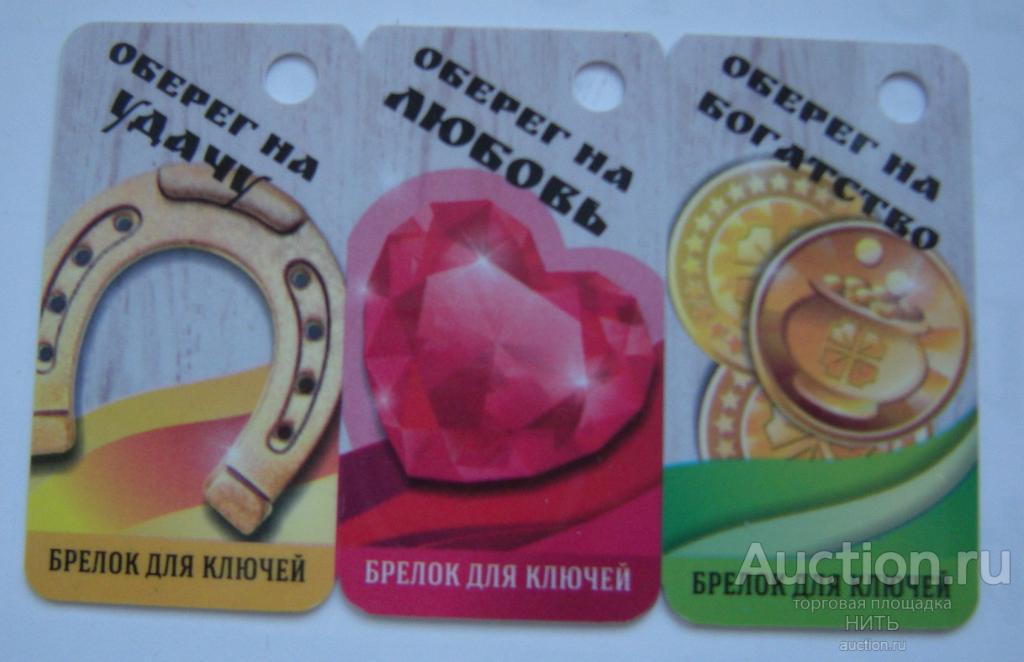 ОБЕРЕГ НА
УДАЧУ
БРЕЛОК ДЛЯ КЛЮЧЕЙ
ОБЕРЕГ НА
ЛЮБОВЬ
БРЕЛОК ДЛЯ КЛЮЧЕЙ
ОБЕРЕГ НА
БОГАТСТВО
БРЕЛОК ДЛЯ КЛЮЧЕЙ
Auction.ru
торговая площадка
НИТЬ
auction.ru